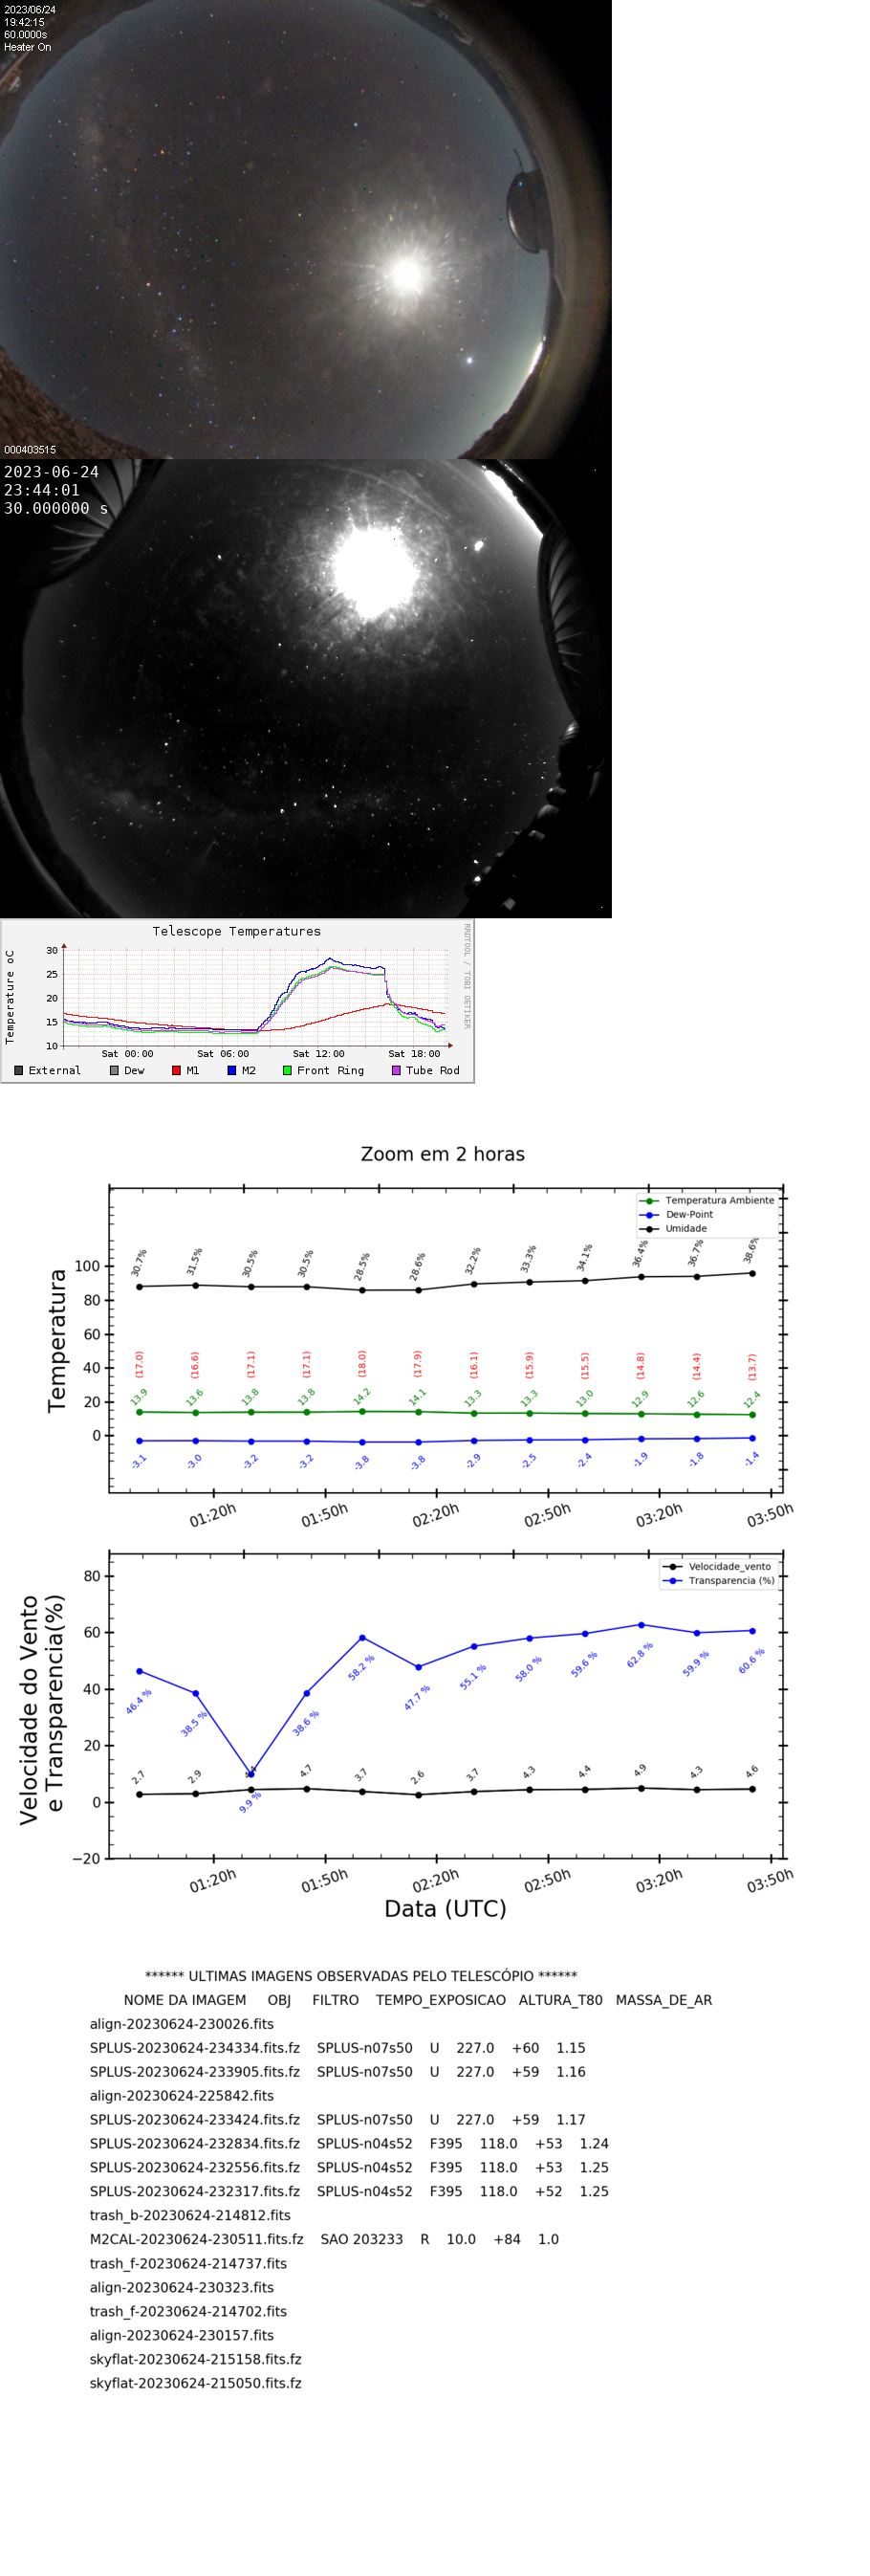 2023/06/24
19:42:15
60.0000s
Heater On
000403515
2023-06-24
23:44:01
30.000000 s
Telescope Temperatures
RRDTOOL / TOBI OETIKER
Temperature oC
30
25
20
15
10
Sat 00:00 Sat 06:00 Sat 12:00 Sat 18:00
External Dew M1 M2 Front Ring Tube Rod
Zoom em 2 horas
Temperatura Ambiente
Dew-Point
Umidade
Temperatura
100
80
60
40
20
0
30.7% 31.5% 30.5% 30.5% 28.5% 28.6% 32.2% 33.3% 34.1% 36.4% 36.7% 38.6%
(17.0) (16.6) (17.1) (17.1) (18.0) (17.9) (16.1) (15.9) (15.5) (14.8) (14.4) (13.7)
13.9 13.6 13.8 13.8 14.2 14.1 13.3 13.3 13.0 12.9 12.6 12.4
-3.1 -3.0 -3.2 -3.2 -3.8 -3.8 -2.9 -2.5 -2.4 -1.9 -1.8 -1.4
01:20h 01:50h 02:20h 02:50h 03:20h 03:50h
Velocidade_vento
Transparencia (%)
Velocidade do Vento
e Transparencia(%)
80
60
40
20
0
−20
46.4 % 38.5 % 9.9 % 38.6 % 58.2 % 47.7 % 55.1 % 58.0 % 59.6 % 62.8 % 59.9 % 60.6 %
2.7 2.9 4.7 3.7 2.6 3.7 4.3 4.4 4.9 4.3 4.6
01:20h 01:50h 02:20h 02:50h 03:20h 03:50h
Data (UTC)
****** ULTIMAS IMAGENS OBSERVADAS PELO TELESCÓPIO ******
NOME DA IMAGEM OBJ FILTRO TEMPO_EXPOSICAO ALTURA_T80 MASSA_DE_AR
align-20230624-230026.fits
SPLUS-20230624-234334.fits.fz SPLUS-n07s50 U 227.0 +60 1.15
SPLUS-20230624-233905.fits.fz SPLUS-n07s50 U 227.0 +59 1.16
align-20230624-225842.fits
SPLUS-20230624-233424.fits.fz SPLUS-n07s50 U 227.0 +59 1.17
SPLUS-20230624-232834.fits.fz SPLUS-n04s52 F395 118.0 +53 1.24
SPLUS-20230624-232556.fits.fz SPLUS-n04s52 F395 118.0 +53 1.25
SPLUS-20230624-232317.fits.fz SPLUS-n04s52 F395 118.0 +52 1.25
trash_b-20230624-214812.fits
M2CAL-20230624-230511.fits.fz SAO 203233 R 10.0 +84 1.0
trash_f-20230624-214737.fits
align-20230624-230323.fits
trash_f-20230624-214702.fits
align-20230624-230157.fits
skyflat-20230624-215158.fits.fz
skyflat-20230624-215050.fits.fz